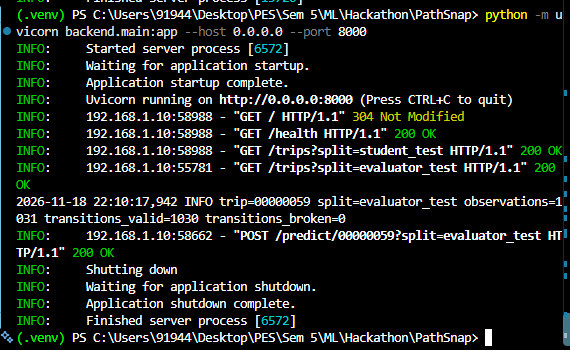 (.venv) PS C:\Users\91944\Desktop\PES\Sem 5\ML\Hackathon\PathSnap> python -m u
vicorn backend.main:app --host 0.0.0.0 --port 8000
INFO:     Started server process [6572]
INFO:     Waiting for application startup.
INFO:     Application startup complete.
INFO:     Uvicorn running on http://0.0.0.0:8000 (Press CTRL+C to quit)
INFO:     192.168.1.10:58988 - "GET / HTTP/1.1" 304 Not Modified
INFO:     192.168.1.10:58988 - "GET /health HTTP/1.1" 200 OK
INFO:     192.168.1.10:58988 - "GET /trips?split=student_test HTTP/1.1" 200 OK
INFO:     192.168.1.10:55781 - "GET /trips?split=evaluator_test HTTP/1.1" 200
OK
2026-11-18 22:10:17,942 INFO trip=00000059 split=evaluator_test observations=1
031 transitions_valid=1030 transitions_broken=0
INFO:     192.168.1.10:58662 - "POST /predict/00000059?split=evaluator_test HT
TP/1.1" 200 OK
INFO:     Shutting down
INFO:     Waiting for application shutdown.
INFO:     Application shutdown complete.
INFO:     Finished server process [6572]
(.venv) PS C:\Users\91944\Desktop\PES\Sem 5\ML\Hackathon\PathSnap>